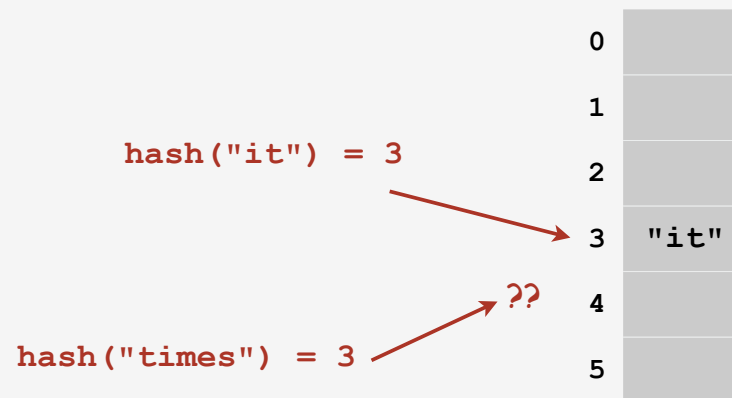 0
1
hash("it") = 3
2
3 "it"
??
4
hash("times") = 3
5